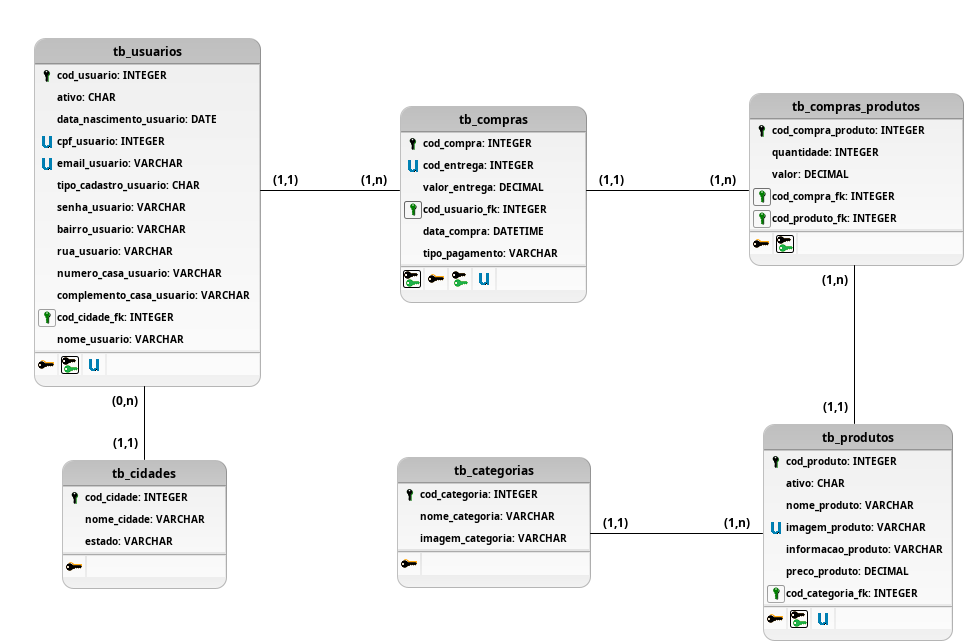 tb_usuarios
cod_usuario: INTEGER
ativo: CHAR
data_nascimento_usuario: DATE
U cpf_usuario: INTEGER
U email_usuario: VARCHAR
tipo_cadastro_usuario: CHAR
senha_usuario: VARCHAR
bairro_usuario: VARCHAR
rua_usuario: VARCHAR
numero_casa_usuario: VARCHAR
complemento_casa_usuario: VARCHAR
cod_cidade_fk: INTEGER
nome_usuario: VARCHAR
U
(1,1)
(1,n)
tb_compras
cod_compra: INTEGER
U cod_entrega: INTEGER
valor_entrega: DECIMAL
cod_usuario_fk: INTEGER
data_compra: DATETIME
tipo_pagamento: VARCHAR
U
(1,1)
(1,n)
tb_compras_produtos
cod_compra_produto: INTEGER
quantidade: INTEGER
valor: DECIMAL
cod_compra_fk: INTEGER
cod_produto_fk: INTEGER
(1,n)
(1,1)
(0,n)
(1,1)
tb_cidades
cod_cidade: INTEGER
nome_cidade: VARCHAR
estado: VARCHAR
tb_categorias
cod_categoria: INTEGER
nome_categoria: VARCHAR
imagem_categoria: VARCHAR
(1,1)
(1,n)
tb_produtos
cod_produto: INTEGER
ativo: CHAR
nome_produto: VARCHAR
U imagem_produto: VARCHAR
informacao_produto: VARCHAR
preco_produto: DECIMAL
cod_categoria_fk: INTEGER
U